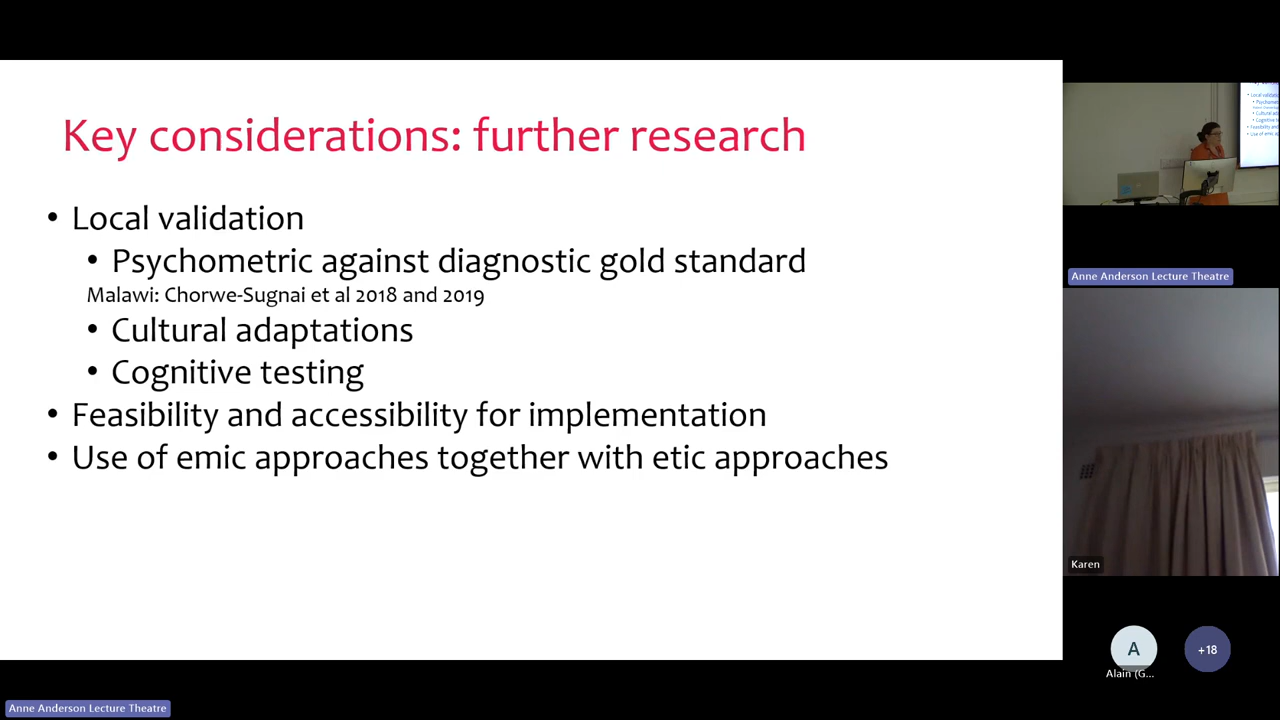 Key considerations: further research
• Local validation
• Psychometric against diagnostic gold standard
Malawi: Chorwe-Sugnai et al 2018 and 2019
• Cultural adaptations
• Cognitive testing
• Feasibility and accessibility for implementation
• Use of emic approaches together with etic approaches
Anne Anderson Lecture Theatre
Karen
A
+18
Alain (G...
Anne Anderson Lecture Theatre